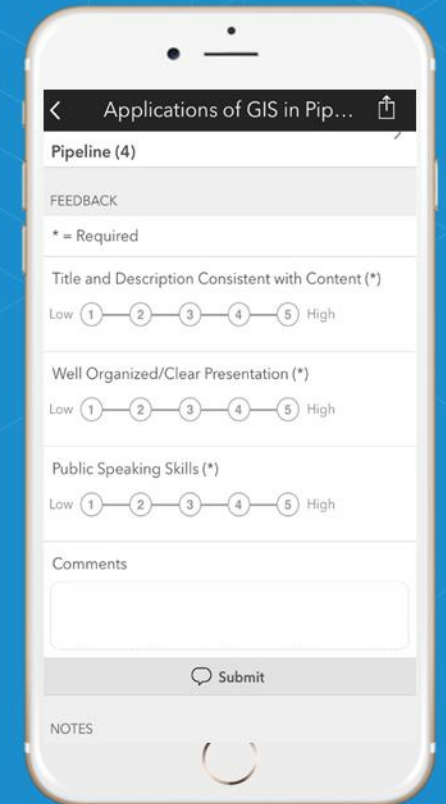 Applications of GIS in Pip...
Pipeline (4)
FEEDBACK
* = Required
Title and Description Consistent with Content (*)
Low 1 2 3 4 5 High
Well Organized/Clear Presentation (*)
Low 1 2 3 4 5 High
Public Speaking Skills (*)
Low 1 2 3 4 5 High
Comments
Submit
NOTES